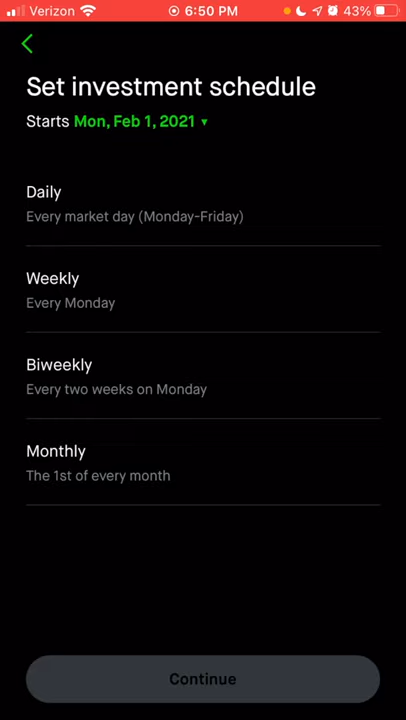 Verizon 6:50 PM 43%
Set investment schedule
Starts Mon, Feb 1, 2021
Daily
Every market day (Monday-Friday)
Weekly
Every Monday
Biweekly
Every two weeks on Monday
Monthly
The 1st of every month
Continue